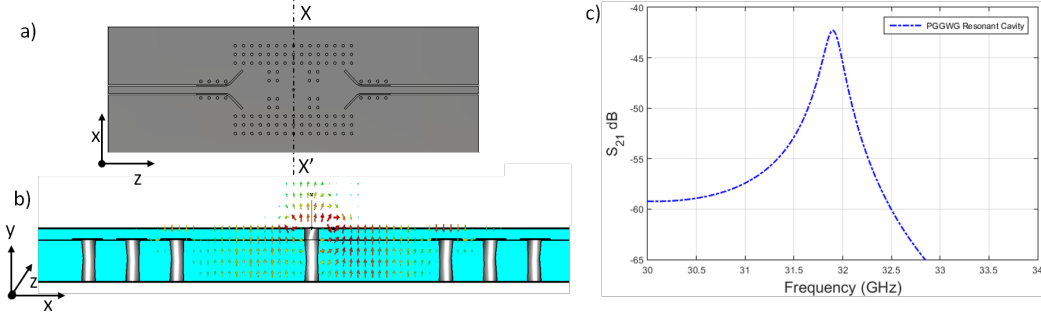 a)
X
x
z
X'
b)
y
z
x
c)
S21 dB
-40
-45
-50
-55
-60
-65
PGGWG Resonant Cavity
30 30.5 31 31.5 32 32.5 33 33.5 34
Frequency (GHz)